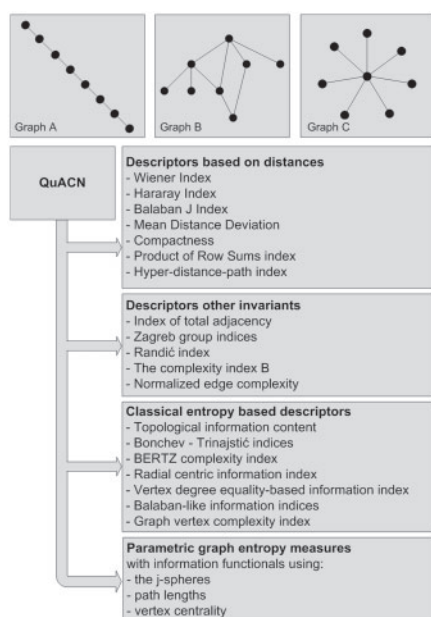 Graph A
Graph B
Graph C
QuACN
Descriptors based on distances
- Wiener Index
- Hararay Index
- Balaban J Index
- Mean Distance Deviation
- Compactness
- Product of Row Sums index
- Hyper-distance-path index
Descriptors other invariants
- Index of total adjacency
- Zagreb group indices
- Randić index
- The complexity index B
- Normalized edge complexity
Classical entropy based descriptors
- Topological information content
- Bonchev - Trinajstić indices
- BERTZ complexity index
- Radial centric information index
- Vertex degree equality-based information index
- Balaban-like information indices
- Graph vertex complexity index
Parametric graph entropy measures
with information functionals using:
- the j-spheres
- path lengths
- vertex centrality